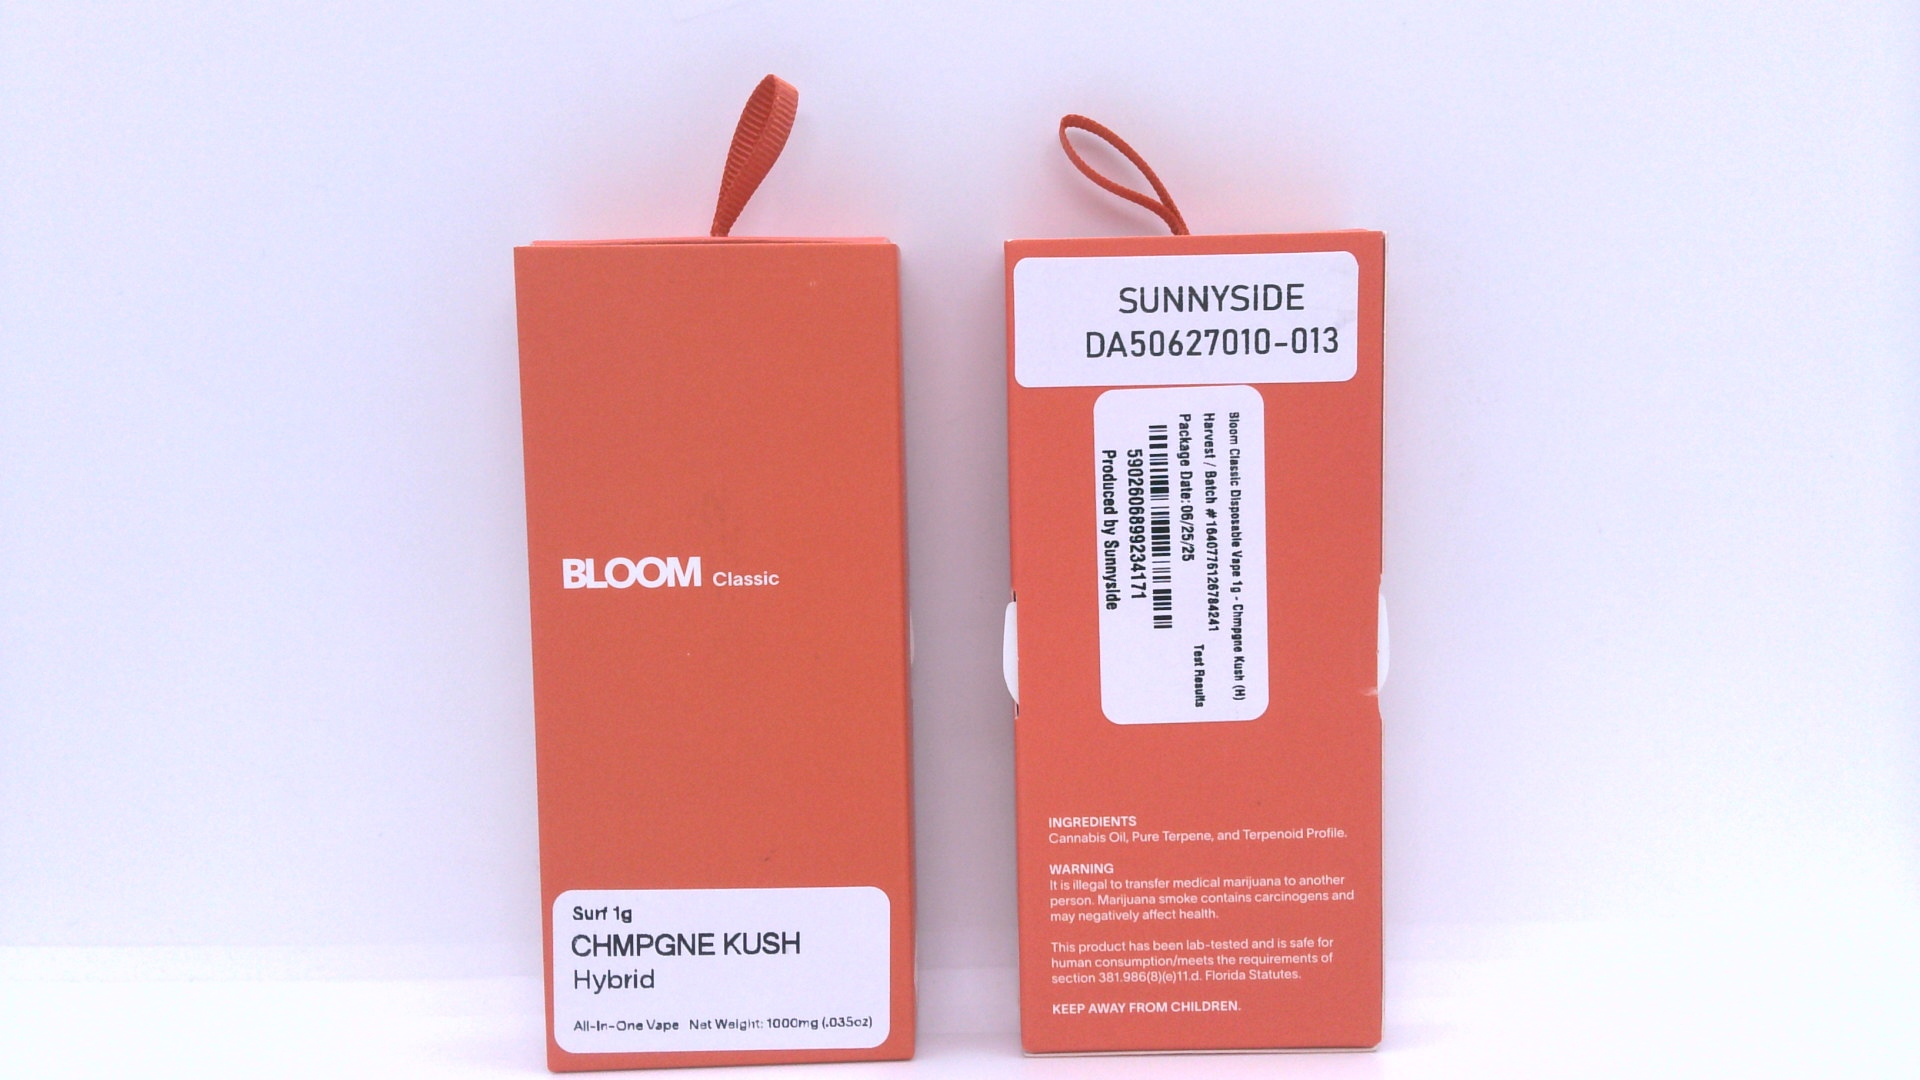 BLOOM Classic
Surf 1g
CHMPGNE KUSH
Hybrid
All-In-One Vape Net Weight: 1000mg (.035oz)
SUNNYSIDE
DA50627010-013
Bloom Classic Disposable Vape 1g - Chmpgne Kush (H)
Harvest / Batch # 1640776126784241
Package Date: 06/25/25
Test Results
5902606899234171
Produced by Sunnyside
INGREDIENTS
Cannabis Oil, Pure Terpene, and Terpenoid Profile.
WARNING
It is illegal to transfer medical marijuana to another
person. Marijuana smoke contains carcinogens and
may negatively affect health.
This product has been lab-tested and is safe for
human consumption/meets the requirements of
section 381.986(8)(e)11.d. Florida Statutes.
KEEP AWAY FROM CHILDREN.